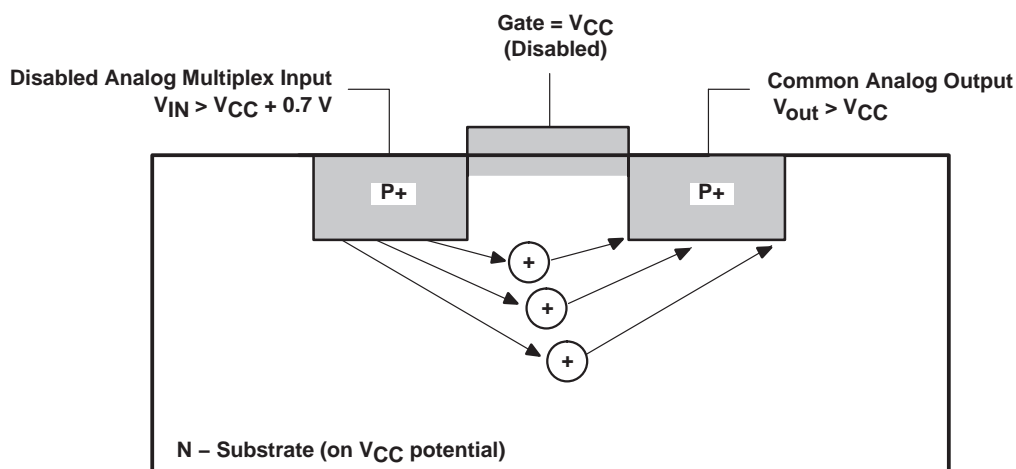 Gate = VCC
(Disabled)
Disabled Analog Multiplex Input
VIN > VCC + 0.7 V
Common Analog Output
Vout > VCC
P+
P+
+
+
+
N – Substrate (on VCC potential)